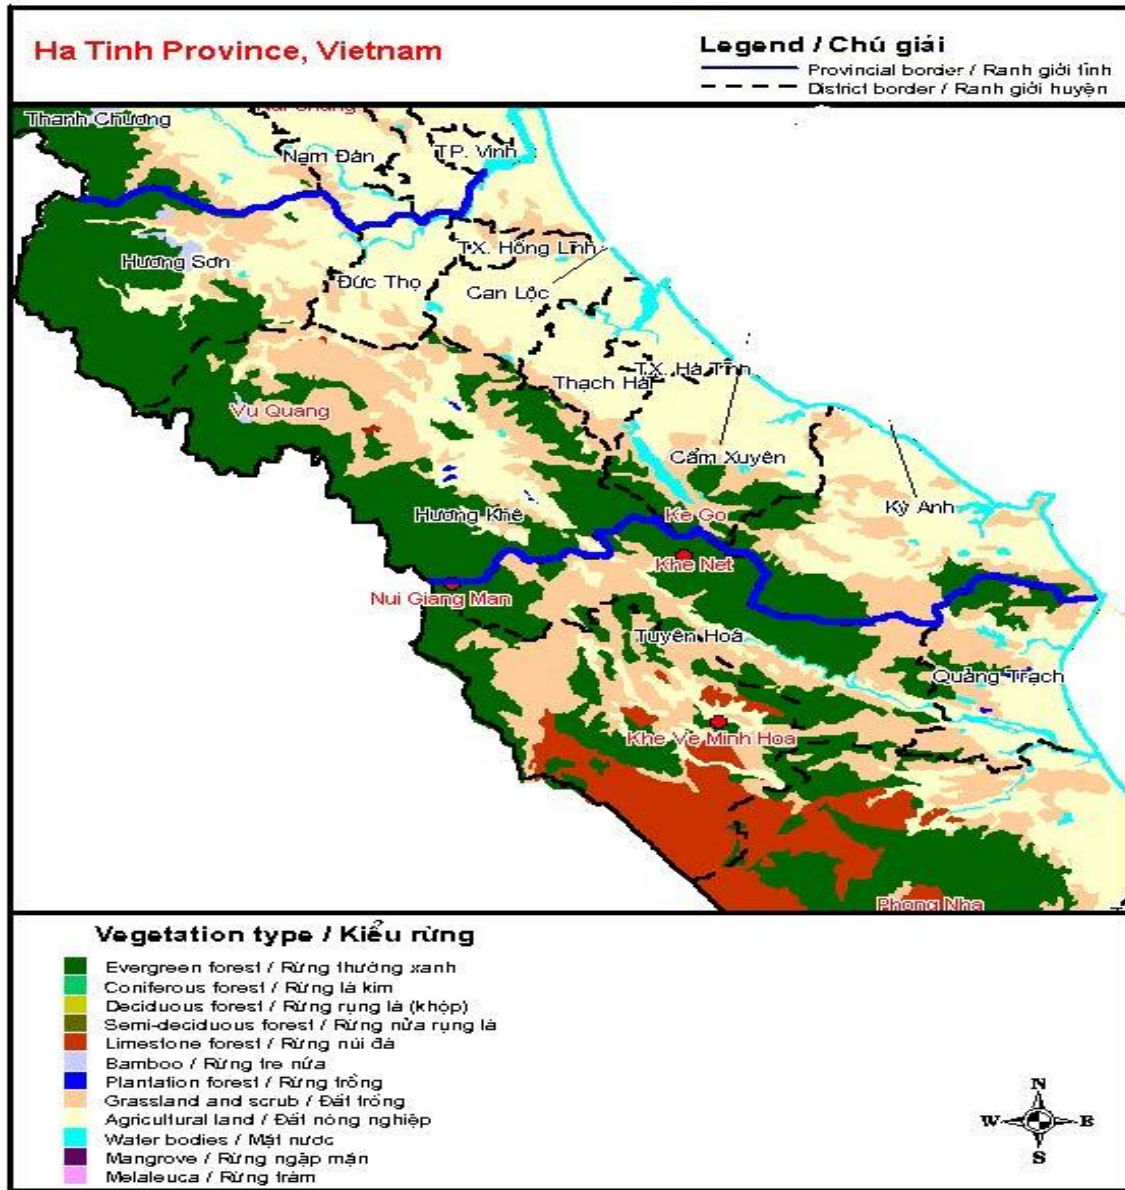 Ha Tinh Province, Vietnam
Legend / Chú giải
Provincial border / Ranh giới tỉnh
District border / Ranh giới huyện
Thanh Chương
Nam Đàn
TP. Vinh
Hương Sơn
Đức Thọ
TX. Hồng Lĩnh
Can Lộc
Thạch Hà
TX. Hà Tĩnh
Vu Quang
Cẩm Xuyên
Hương Khê
Ke Go
Kỳ Anh
Khe Net
Nui Giang Man
Tuyên Hoá
Quảng Trạch
Khe Ve Minh Hoa
Phong Nha
Vegetation type / Kiểu rừng
Evergreen forest / Rừng thường xanh
Coniferous forest / Rừng lá kim
Deciduous forest / Rừng rụng lá (khộp)
Semi-deciduous forest / Rừng nửa rụng lá
Limestone forest / Rừng núi đá
Bamboo / Rừng tre nứa
Plantation forest / Rừng trồng
Grassland and scrub / Đất trống
Agricultural land / Đất nông nghiệp
Water bodies / Mặt nước
Mangrove / Rừng ngập mặn
Melaleuca / Rừng tràm
N
W E
S